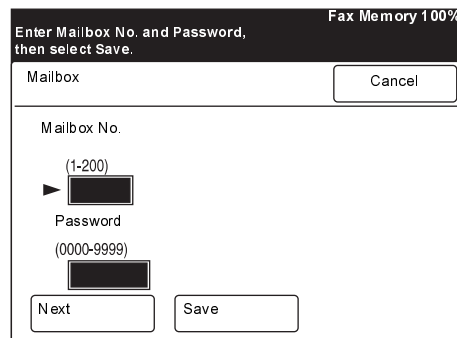 Fax Memory 100%
Enter Mailbox No. and Password,
then select Save.
Mailbox
Cancel
Mailbox No.
(1-200)
Password
(0000-9999)
Next
Save